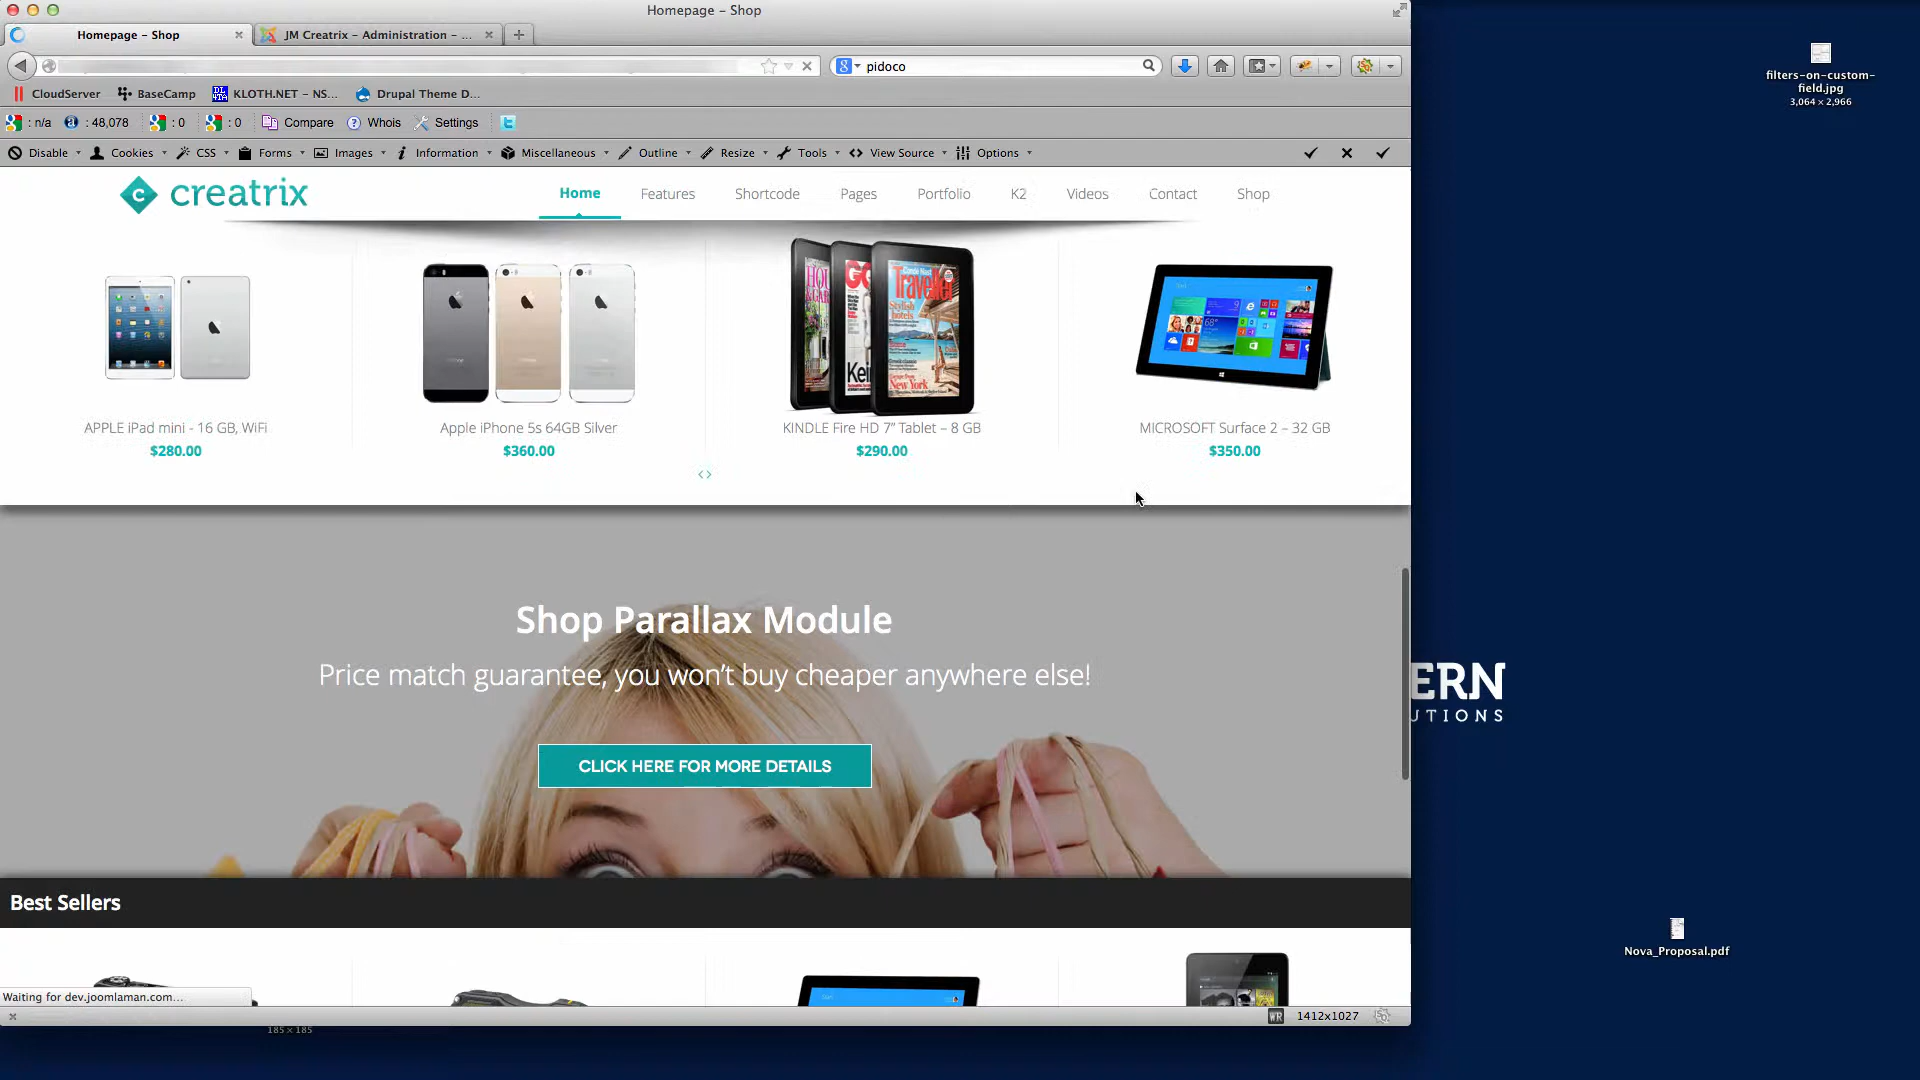 Homepage – Shop
Homepage – Shop
JM Creatrix – Administration – ...
pidoco
CloudServer
BaseCamp
KLOTH.NET – NS...
Drupal Theme D...
: n/a
: 48,078
: 0
: 0
Compare
Whois
Settings
Disable
Cookies
CSS
Forms
Images
Information
Miscellaneous
Outline
Resize
Tools
View Source
Options
creatrix
Home
Features
Shortcode
Pages
Portfolio
K2
Videos
Contact
Shop
APPLE iPad mini - 16 GB, WiFi
$280.00
Apple iPhone 5s 64GB Silver
$360.00
KINDLE Fire HD 7” Tablet – 8 GB
$290.00
MICROSOFT Surface 2 – 32 GB
$350.00
Shop Parallax Module
Price match guarantee, you won’t buy cheaper anywhere else!
CLICK HERE FOR MORE DETAILS
Best Sellers
Waiting for dev.joomlaman.com...
WR
1412x1027
185 × 185
filters-on-custom-
field.jpg
3,064 × 2,966
ERN
UTIONS
Nova_Proposal.pdf